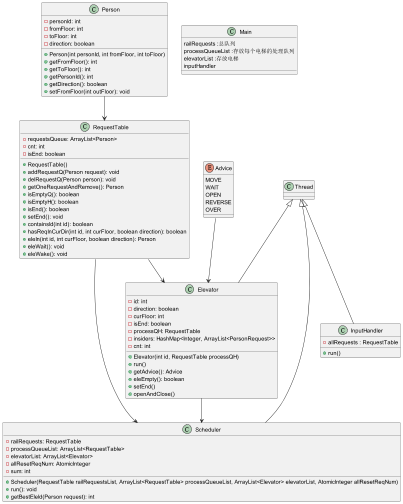 C Person
personId: int
fromFloor: int
toFloor: int
direction: boolean
Person(int personId, int fromFloor, int toFloor)
getFromFloor(): int
getToFloor(): int
getPersonId(): int
getDirection(): boolean
setFromFloor(int outFloor): void
C Main
railRequests :总队列
processQueueList :存放每个电梯的处理队列
elevatorList :存放电梯
inputHandler
C RequestTable
requestsQueue: ArrayList<Person>
cnt: int
isEnd: boolean
RequestTable()
addRequestQ(Person request): void
delRequestQ(Person person): void
getOneRequestAndRemove(): Person
isEmptyQ(): boolean
isEmptyH(): boolean
isEnd(): boolean
setEnd(): void
containsId(int id): boolean
hasReqInCurDir(int id, int curFloor, boolean direction): boolean
eleIn(int id, int curFloor, boolean direction): Person
eleWait(): void
eleWake(): void
E Advice
MOVE
WAIT
OPEN
REVERSE
OVER
C Thread
C Elevator
id: int
direction: boolean
curFloor: int
isEnd: boolean
processQH: RequestTable
insiders: HashMap<Integer, ArrayList<PersonRequest>>
cnt: int
Elevator(int id, RequestTable processQH)
run()
getAdvice(): Advice
eleEmpty(): boolean
setEnd()
openAndClose()
C InputHandler
allRequests : RequestTable
run()
C Scheduler
railRequests: RequestTable
processQueueList: ArrayList<RequestTable>
elevatorList: ArrayList<Elevator>
allResetReqNum: AtomicInteger
sum: int
Scheduler(RequestTable railRequestsList, ArrayList<RequestTable> processQueueList, ArrayList<Elevator> elevatorList, AtomicInteger allResetReqNum)
run(): void
getBestEleId(Person request): int